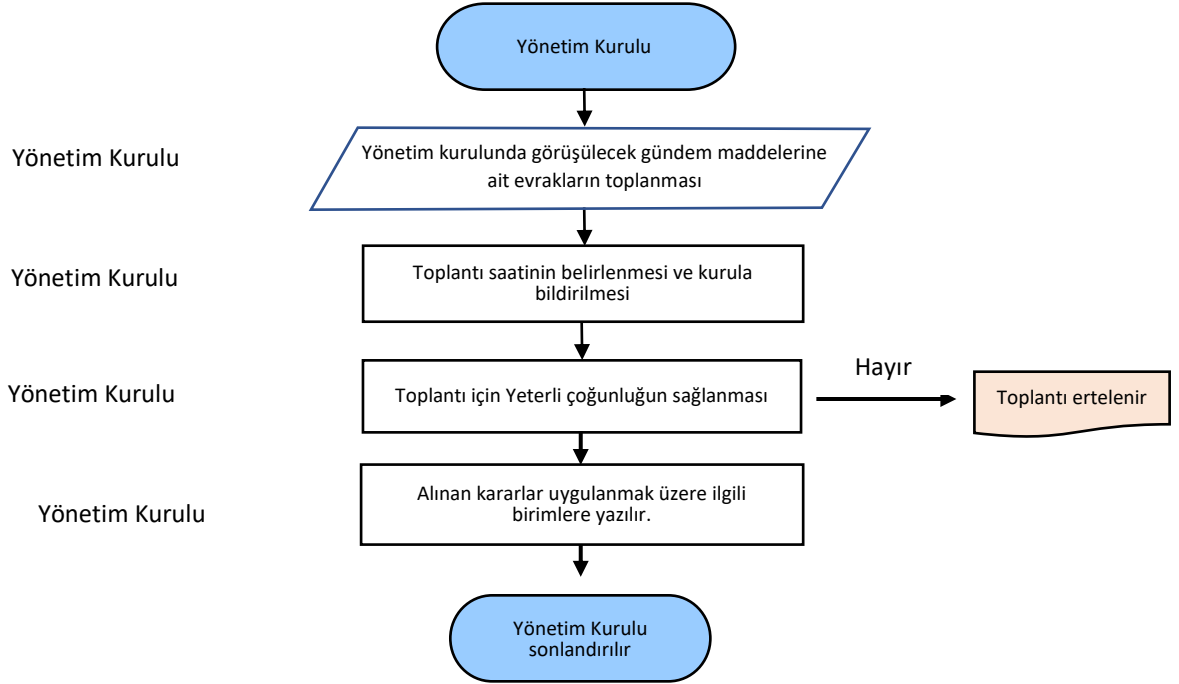 Yönetim Kurulu
Yönetim Kurulu
Yönetim kurulunda görüşülecek gündem maddelerine
ait evrakların toplanması
Yönetim Kurulu
Toplantı saatinin belirlenmesi ve kurula
bildirilmesi
Yönetim Kurulu
Toplantı için Yeterli çoğunluğun sağlanması
Hayır
Toplantı ertelenir
Yönetim Kurulu
Alınan kararlar uygulanmak üzere ilgili
birimlere yazılır.
Yönetim Kurulu
sonlandırılır